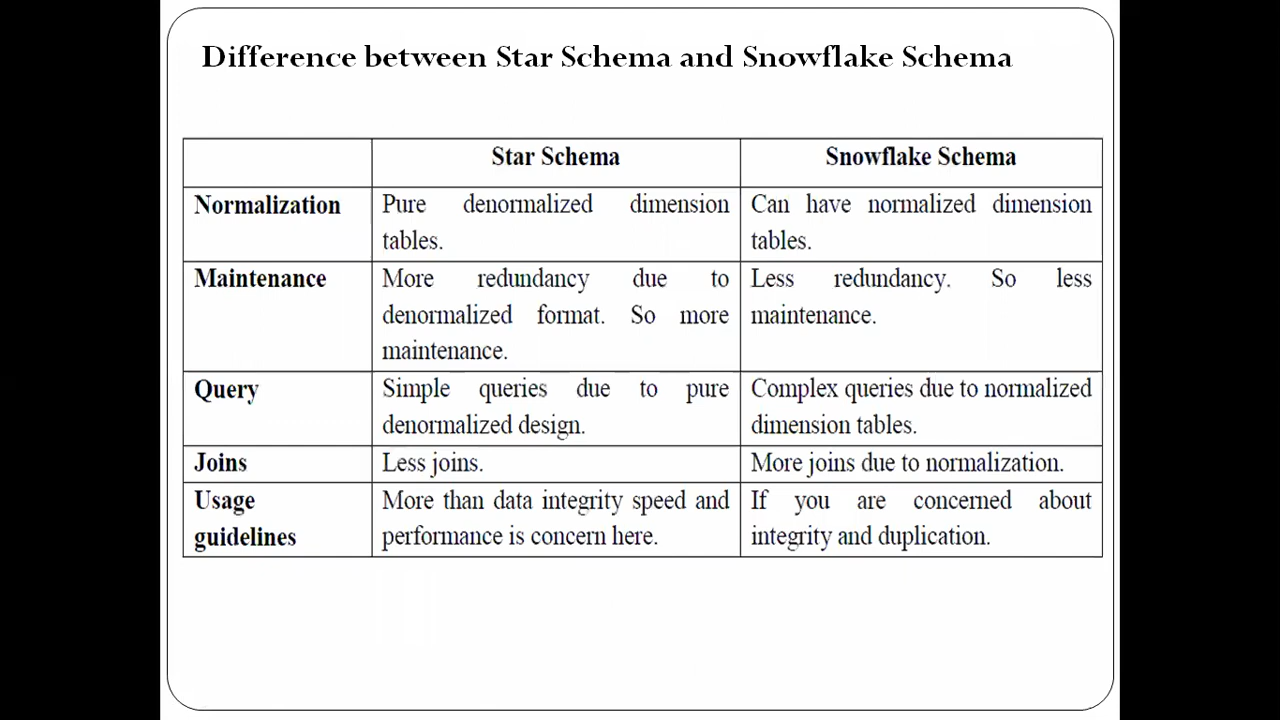 Difference between Star Schema and Snowflake Schema
Star Schema
Snowflake Schema
Normalization
Pure denormalized dimension
tables.
Can have normalized dimension
tables.
Maintenance
More redundancy due to
denormalized format. So more
maintenance.
Less redundancy. So less
maintenance.
Query
Simple queries due to pure
denormalized design.
Complex queries due to normalized
dimension tables.
Joins
Less joins.
More joins due to normalization.
Usage
guidelines
More than data integrity speed and
performance is concern here.
If you are concerned about
integrity and duplication.